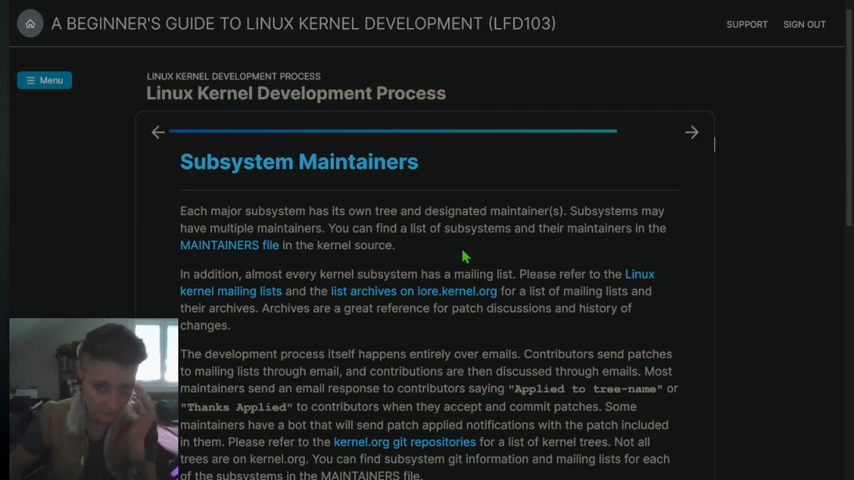 A BEGINNER'S GUIDE TO LINUX KERNEL DEVELOPMENT (LFD103)
SUPPORT
SIGN OUT
Menu
LINUX KERNEL DEVELOPMENT PROCESS
Linux Kernel Development Process
Subsystem Maintainers
Each major subsystem has its own tree and designated maintainer(s). Subsystems may
have multiple maintainers. You can find a list of subsystems and their maintainers in the
MAINTAINERS file in the kernel source.
In addition, almost every kernel subsystem has a mailing list. Please refer to the Linux
kernel mailing lists and the list archives on lore.kernel.org for a list of mailing lists and
their archives. Archives are a great reference for patch discussions and history of
changes.
The development process itself happens entirely over emails. Contributors send patches
to mailing lists through email, and contributions are then discussed through emails. Most
maintainers send an email response to contributors saying "Applied to tree-name" or
"Thanks Applied" to contributors when they accept and commit patches. Some
maintainers have a bot that will send patch applied notifications with the patch included
in them. Please refer to the kernel.org git repositories for a list of kernel trees. Not all
trees are on kernel.org. You can find subsystem git information and mailing lists for each
of the subsystems in the MAINTAINERS file.